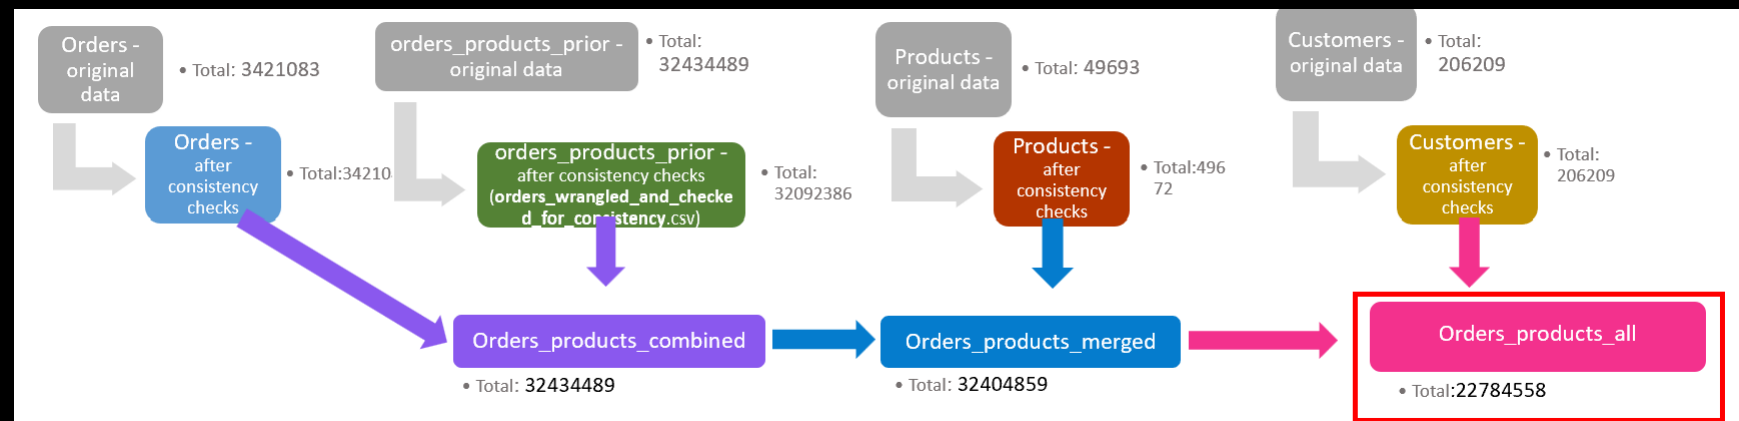 Orders -
original
data
• Total: 3421083
orders_products_prior -
original data
• Total:
32434489
Products -
original data
• Total: 49693
Customers -
original data
• Total:
206209
Orders -
after
consistency
checks
• Total:34210
orders_products_prior -
after consistency checks
(orders_wrangled_and_checke
d_for_consistency.csv)
• Total:
32092386
Products -
after
consistency
checks
• Total:496
72
Customers -
after
consistency
checks
• Total:
206209
Orders_products_combined
• Total: 32434489
Orders_products_merged
• Total: 32404859
Orders_products_all
• Total:22784558